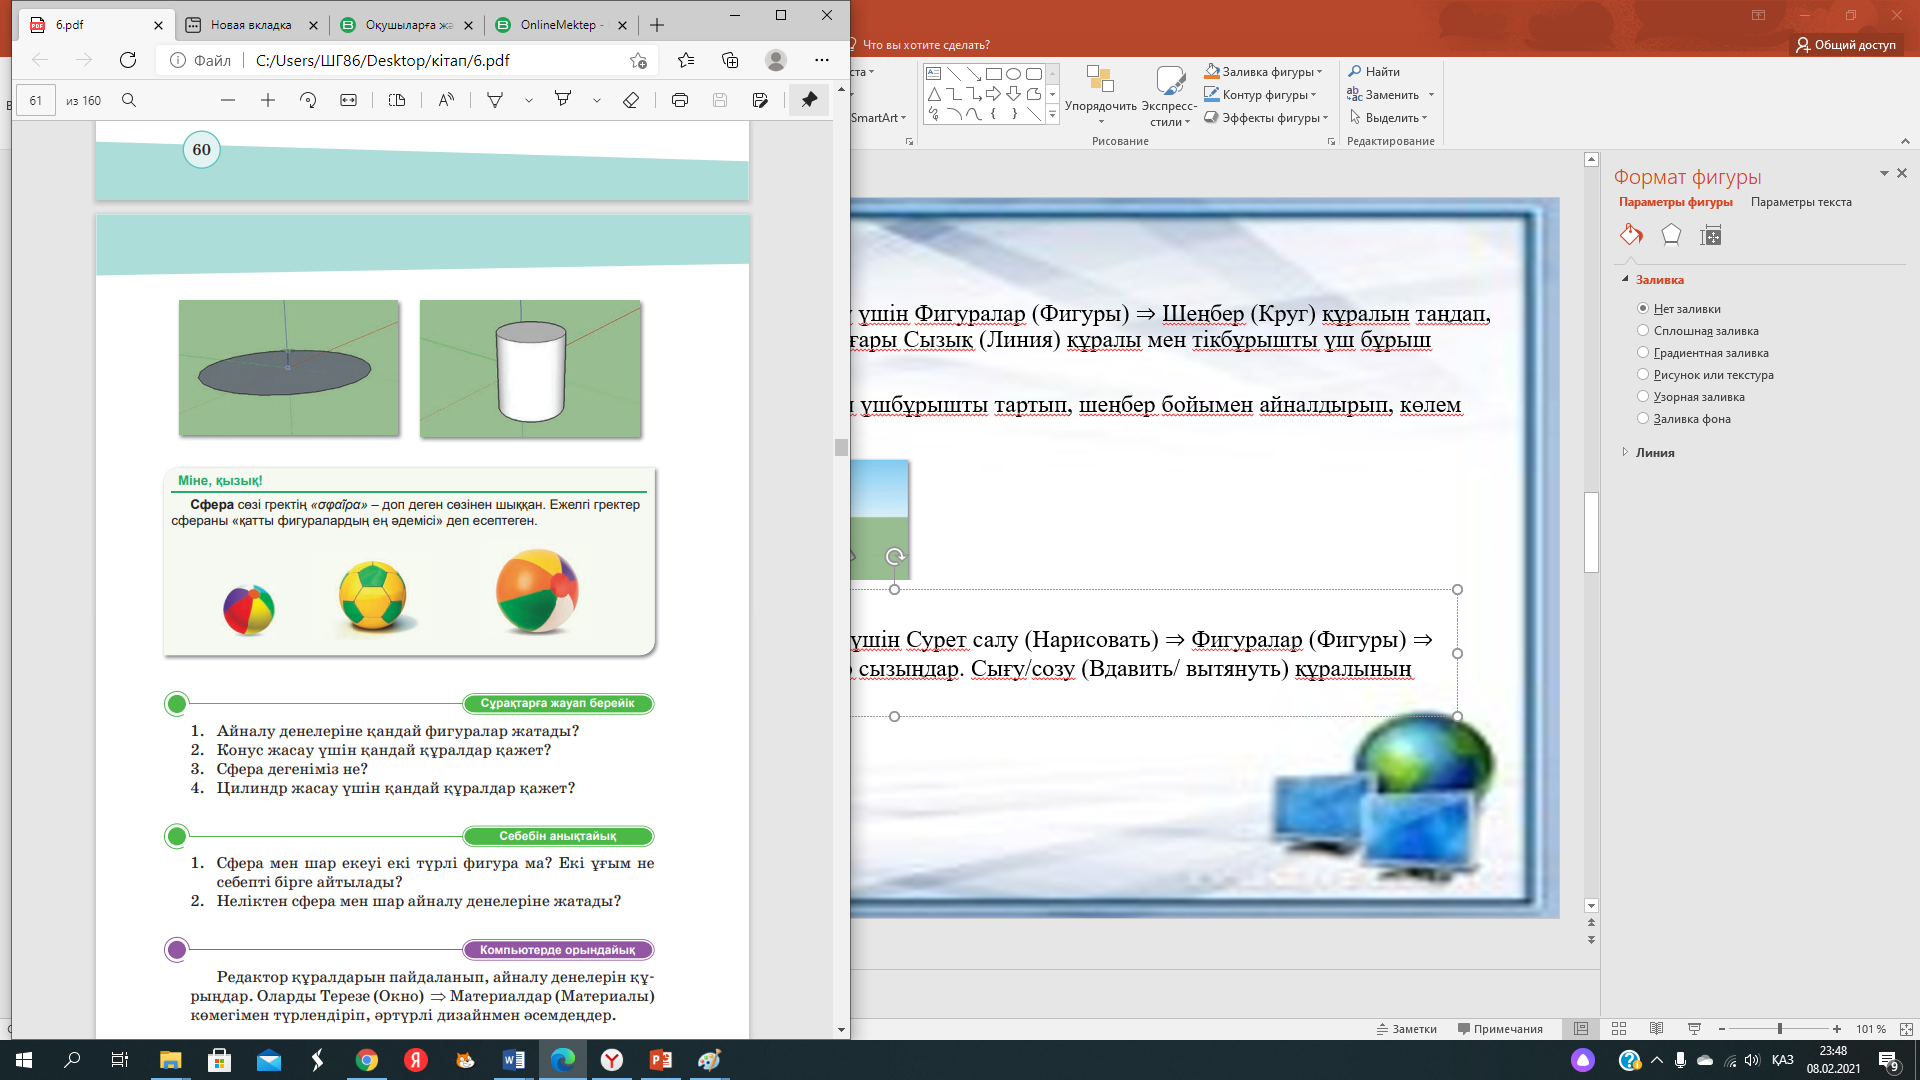 6.pdf
Новая вкладка
Оқушыларға жә
OnlineMektep -
Файл
C:/Users/ШГ86/Desktop/кітап/6.pdf
61
из 160
60
Міне, қызық!
Сфера сөзі гректің «σφαῖρα» – доп деген сөзінен шыққан. Ежелгі гректер
сфераны «қатты фигуралардың ең әдемісі» деп есептеген.
Сұрақтарға жауап берейік
1. Айналу денелеріне қандай фигуралар жатады?
2. Конус жасау үшін қандай құралдар қажет?
3. Сфера дегеніміз не?
4. Цилиндр жасау үшін қандай құралдар қажет?
Себебін анықтайық
1. Сфера мен шар екеуі екі түрлі фигура ма? Екі ұғым не
себепті бірге айтылады?
2. Неліктен сфера мен шар айналу денелеріне жатады?
Компьютерде орындайық
Редактор құралдарын пайдаланып, айналу денелерін құ-
рыңдар. Оларды Терезе (Окно) ⇒ Материалдар (Материалы)
көмегімен түрлендіріп, әртүрлі дизайнмен әсемдеңдер.
Что вы хотите сделать?
Общий доступ
SmartArt
Упорядочить
Экспресс-
стили
Заливка фигуры
Контур фигуры
Эффекты фигуры
Рисование
Найти
Заменить
Выделить
Редактирование
үшін Фигуралар (Фигуры) ⇒ Шеңбер (Круг) құралын таңдап,
ғары Сызық (Линия) құралы мен тікбұрышты үш бұрыш
үшбұрышты тартып, шеңбер бойымен айналдырып, көлем
үшін Сурет салу (Нарисовать) ⇒ Фигуралар (Фигуры) ⇒
сызыңдар. Сығу/созу (Вдавить/ вытянуть) құралының
Формат фигуры
Параметры фигуры
Параметры текста
Заливка
Нет заливки
Сплошная заливка
Градиентная заливка
Рисунок или текстура
Узорная заливка
Заливка фона
Линия
Заметки
Примечания
101 %
ҚАЗ
23:48
08.02.2021
9